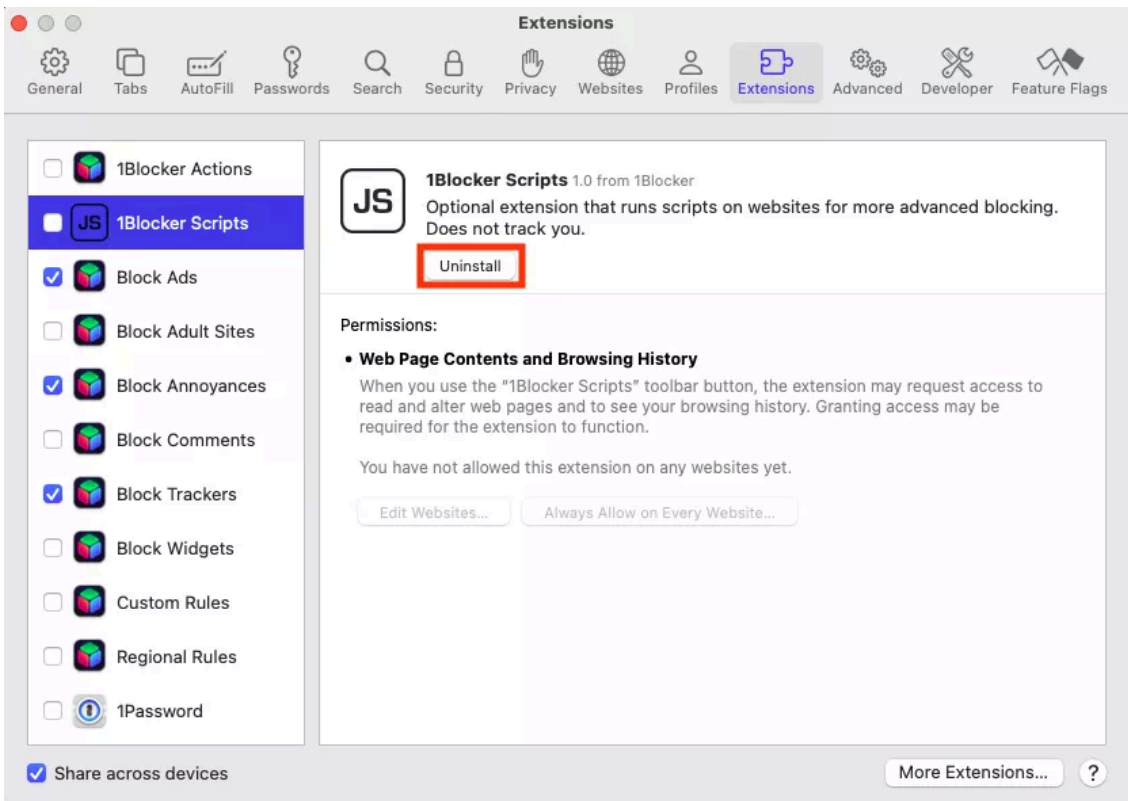 Extensions
General
Tabs
AutoFill
Passwords
Search
Security
Privacy
Websites
Profiles
Extensions
Advanced
Developer
Feature Flags
1Blocker Actions
JS 1Blocker Scripts
Block Ads
Block Adult Sites
Block Annoyances
Block Comments
Block Trackers
Block Widgets
Custom Rules
Regional Rules
1Password
JS
1Blocker Scripts 1.0 from 1Blocker
Optional extension that runs scripts on websites for more advanced blocking.
Does not track you.
Uninstall
Permissions:
• Web Page Contents and Browsing History
When you use the "1Blocker Scripts" toolbar button, the extension may request access to
read and alter web pages and to see your browsing history. Granting access may be
required for the extension to function.
You have not allowed this extension on any websites yet.
Edit Websites...
Always Allow on Every Website...
Share across devices
More Extensions...
?